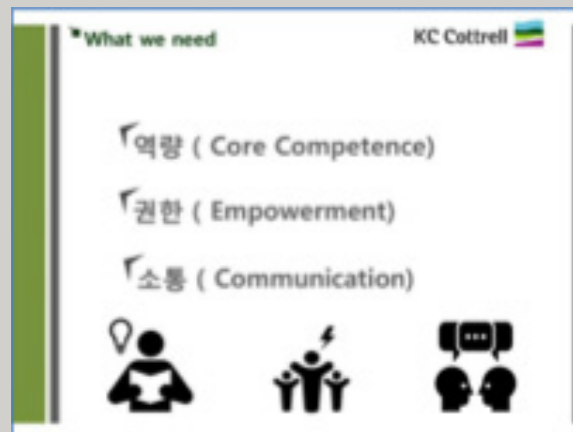 What we need
KC Cottrell
역량 ( Core Competence)
권한 ( Empowerment)
소통 ( Communication)